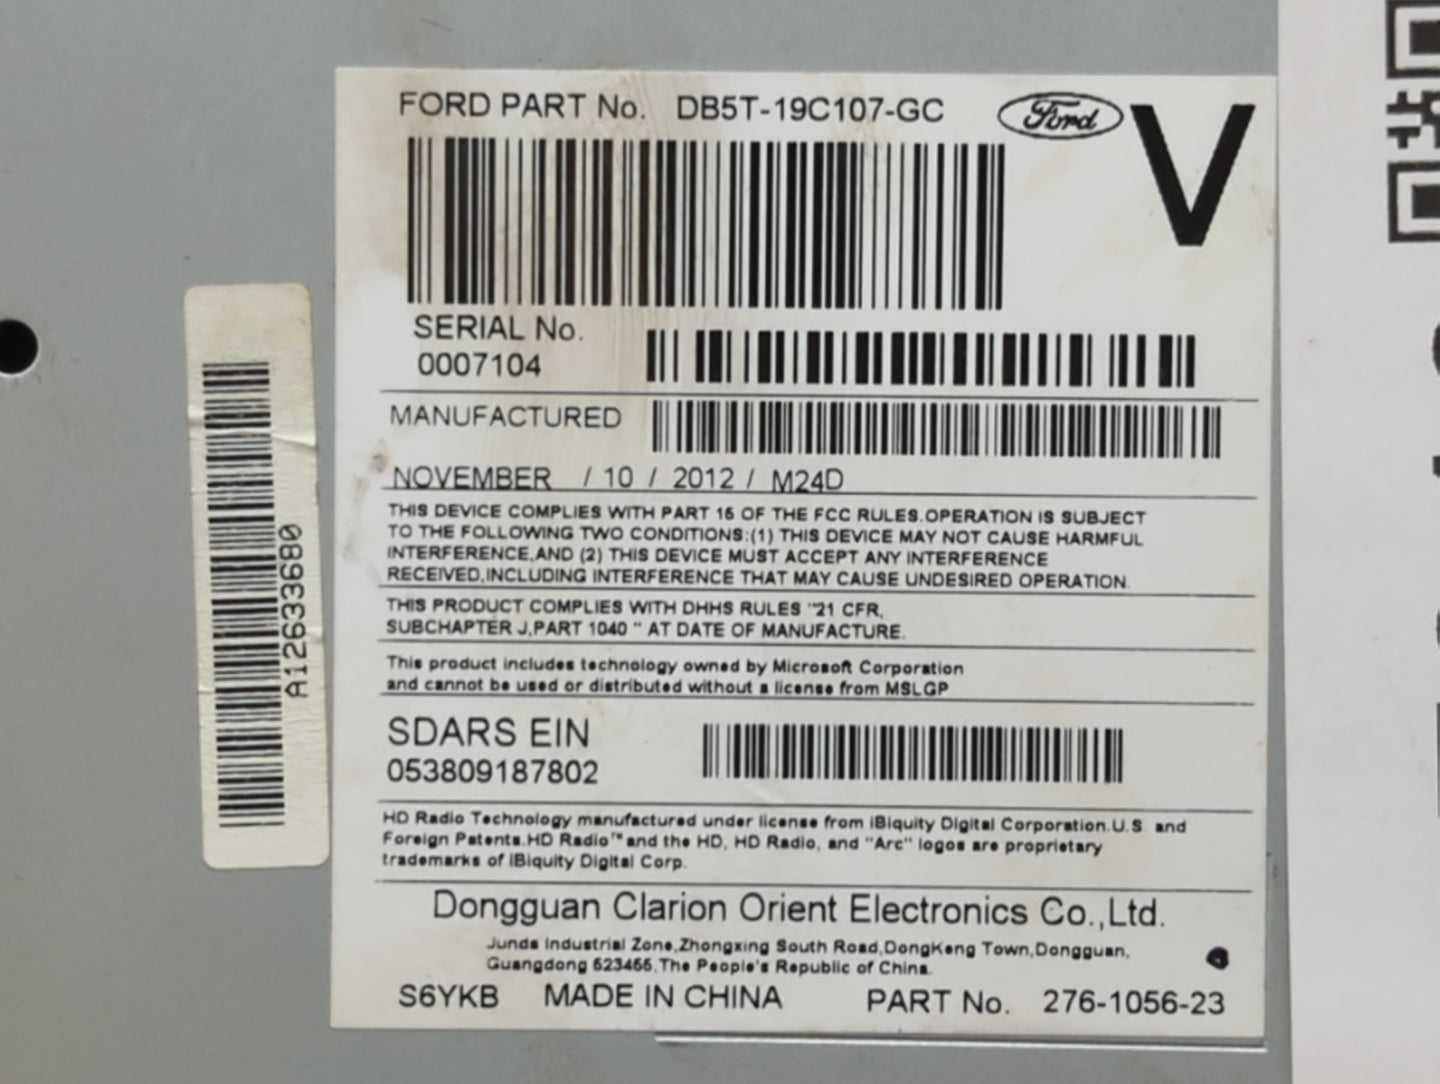 FORD PART No. DB5T-19C107-GC Ford V
SERIAL No.
0007104
MANUFACTURED
NOVEMBER / 10 / 2012 / M24D
THIS DEVICE COMPLIES WITH PART 15 OF THE FCC RULES.OPERATION IS SUBJECT
TO THE FOLLOWING TWO CONDITIONS:(1) THIS DEVICE MAY NOT CAUSE HARMFUL
INTERFERENCE,AND (2) THIS DEVICE MUST ACCEPT ANY INTERFERENCE
RECEIVED,INCLUDING INTERFERENCE THAT MAY CAUSE UNDESIRED OPERATION.
THIS PRODUCT COMPLIES WITH DHHS RULES "21 CFR,
SUBCHAPTER J,PART 1040 " AT DATE OF MANUFACTURE.
This product includes technology owned by Microsoft Corporation
and cannot be used or distributed without a license from MSLGP
SDARS EIN
053809187802
HD Radio Technology manufactured under license from iBiquity Digital Corporation.U.S. and
Foreign Patents.HD Radio™ and the HD, HD Radio, and "Arc" logos are proprietary
trademarks of iBiquity Digital Corp.
Dongguan Clarion Orient Electronics Co.,Ltd.
Junda Industrial Zone,Zhongxing South Road,DongKeng Town,Dongguan,
Guangdong 523455,The People's Republic of China.
S6YKB MADE IN CHINA PART No. 276-1056-23
A12633680